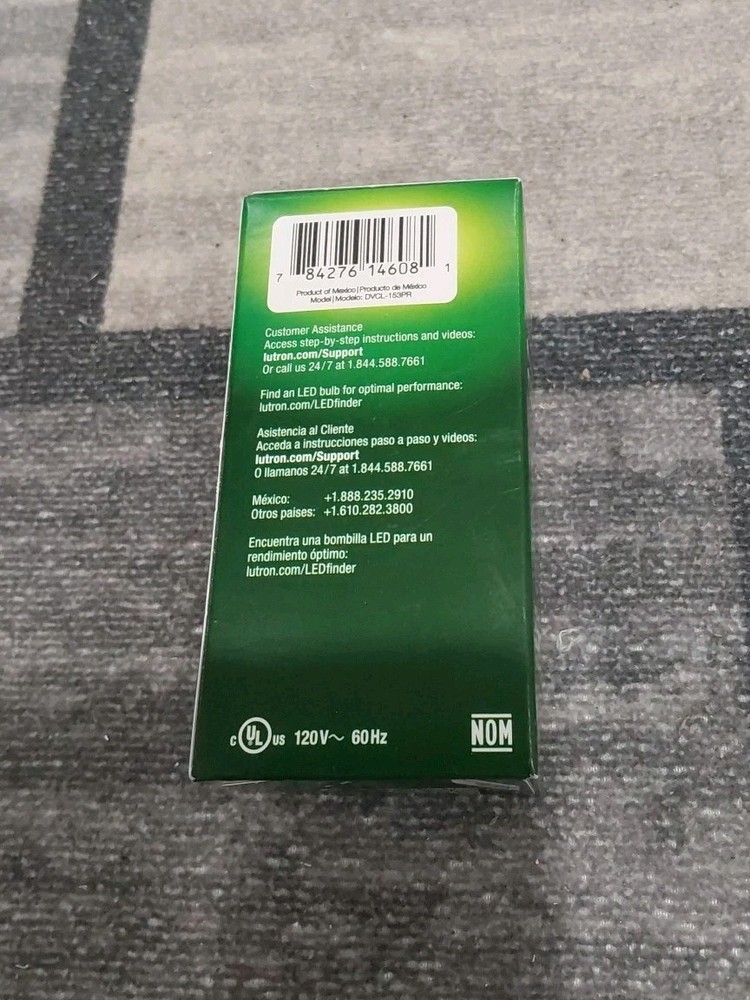 7 84276 14608 1
Product of Mexico | Producto de México
Model | Modelo: DVCL-153PR
Customer Assistance
Access step-by-step instructions and videos:
lutron.com/Support
Or call us 24/7 at 1.844.588.7661
Find an LED bulb for optimal performance:
lutron.com/LEDfinder
Asistencia al Cliente
Acceda a instrucciones paso a paso y videos:
lutron.com/Support
O llamanos 24/7 at 1.844.588.7661
México: +1.888.235.2910
Otros paises: +1.610.282.3800
Encuentra una bombilla LED para un
rendimiento óptimo:
lutron.com/LEDfinder
c UL us 120V~ 60Hz NOM